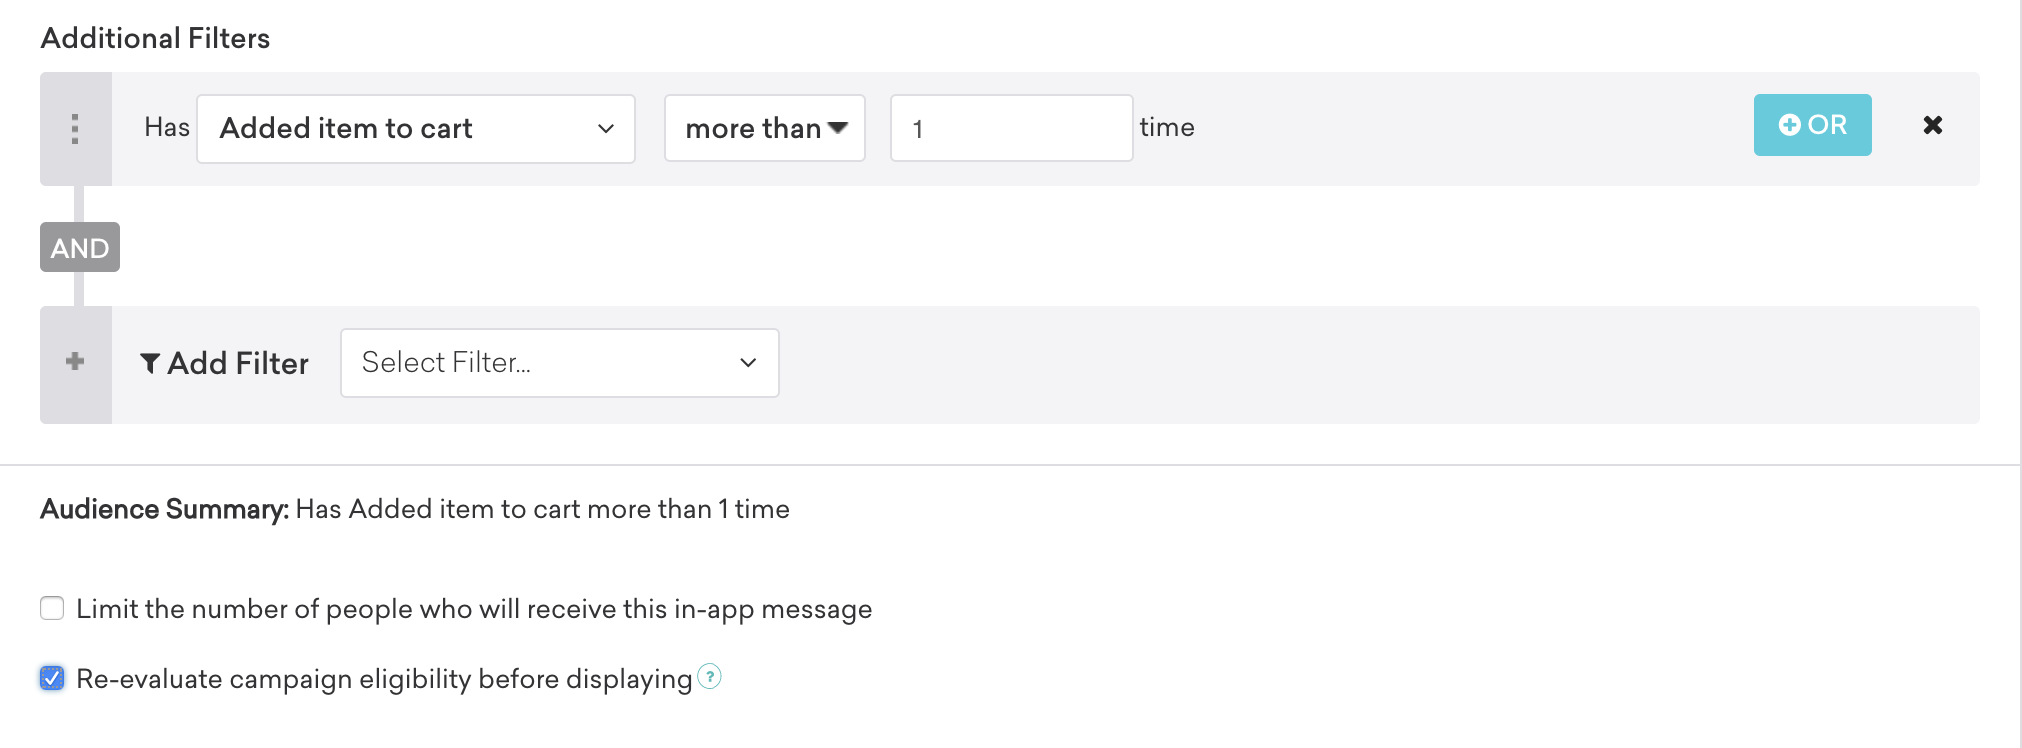 Additional Filters
Has Added item to cart more than 1 time OR
AND
Add Filter Select Filter...
Audience Summary: Has Added item to cart more than 1 time
Limit the number of people who will receive this in-app message
Re-evaluate campaign eligibility before displaying ?